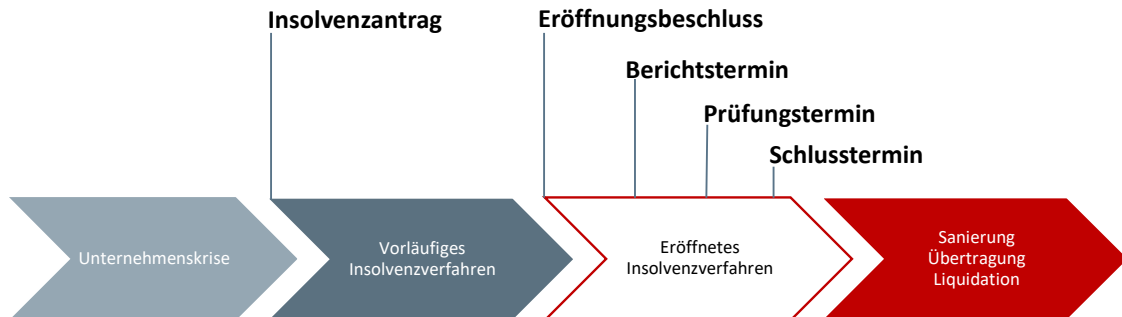 Insolvenzantrag
Eröffnungsbeschluss
Berichtstermin
Prüfungstermin
Schlusstermin
Unternehmenskrise
Vorläufiges
Insolvenzverfahren
Eröffnetes
Insolvenzverfahren
Sanierung
Übertragung
Liquidation